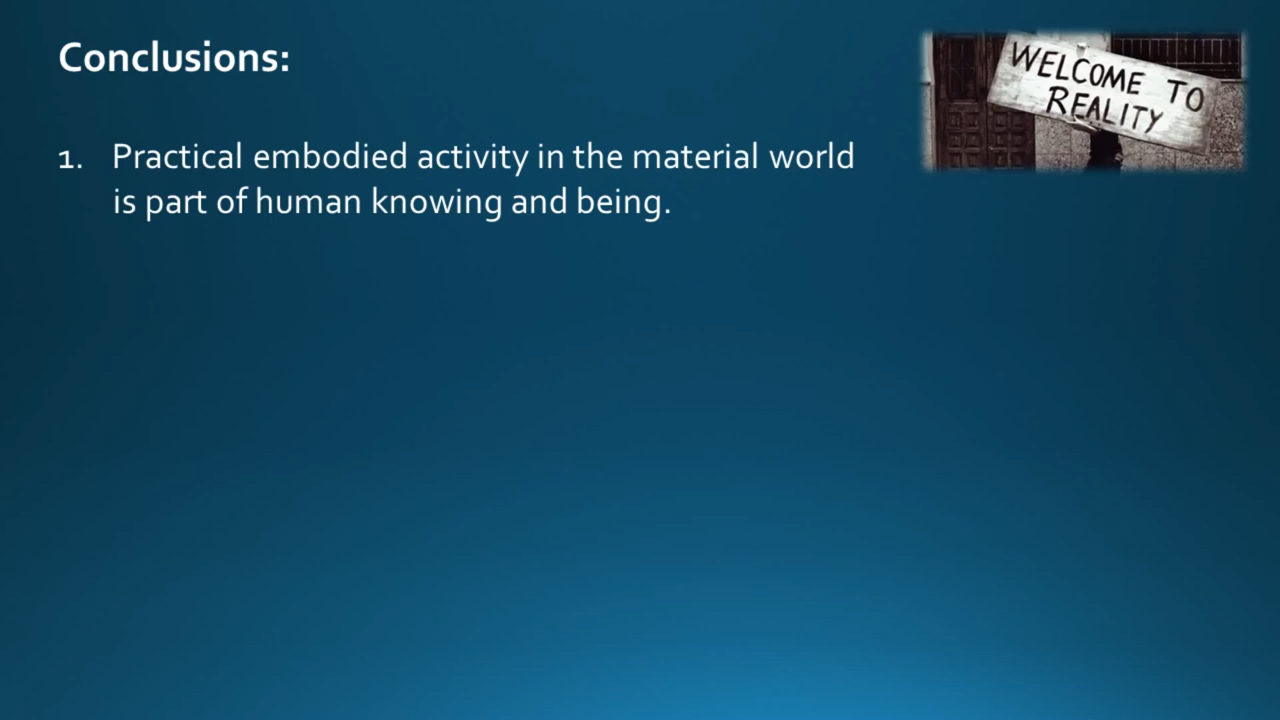 Conclusions:
WELCOME TO
REALITY
1. Practical embodied activity in the material world
is part of human knowing and being.